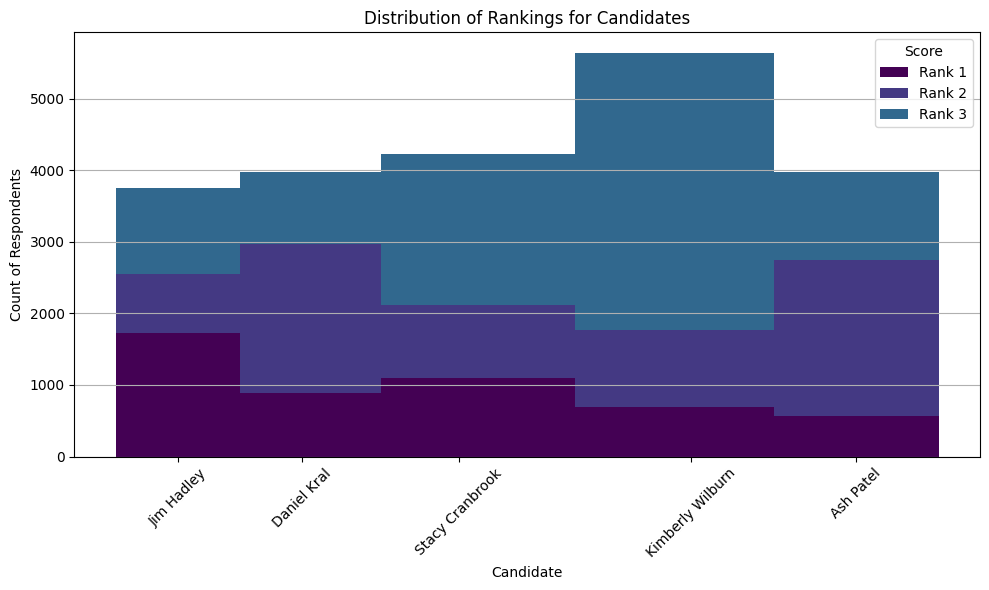 Distribution of Rankings for Candidates
Score
Rank 1
Rank 2
Rank 3
Count of Respondents
5000
4000
3000
2000
1000
0
Jim Hadley
Daniel Kral
Stacy Cranbrook
Kimberly Wilburn
Ash Patel
Candidate